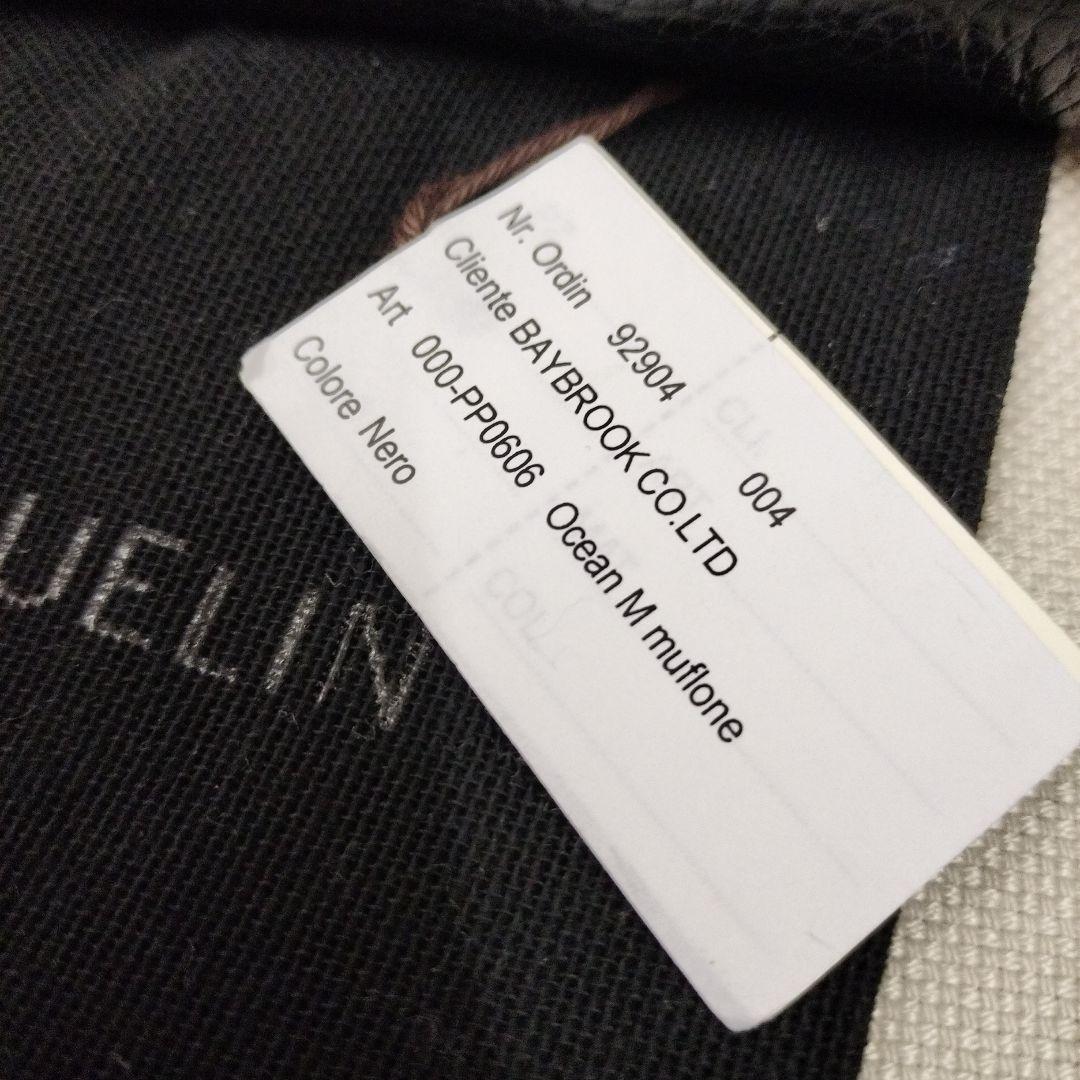 Nr. Ordin 92904 004
Cliente BAYBROOK CO.LTD
Art 000-PP0606 Ocean M muflone
Colore Nero
UELIN